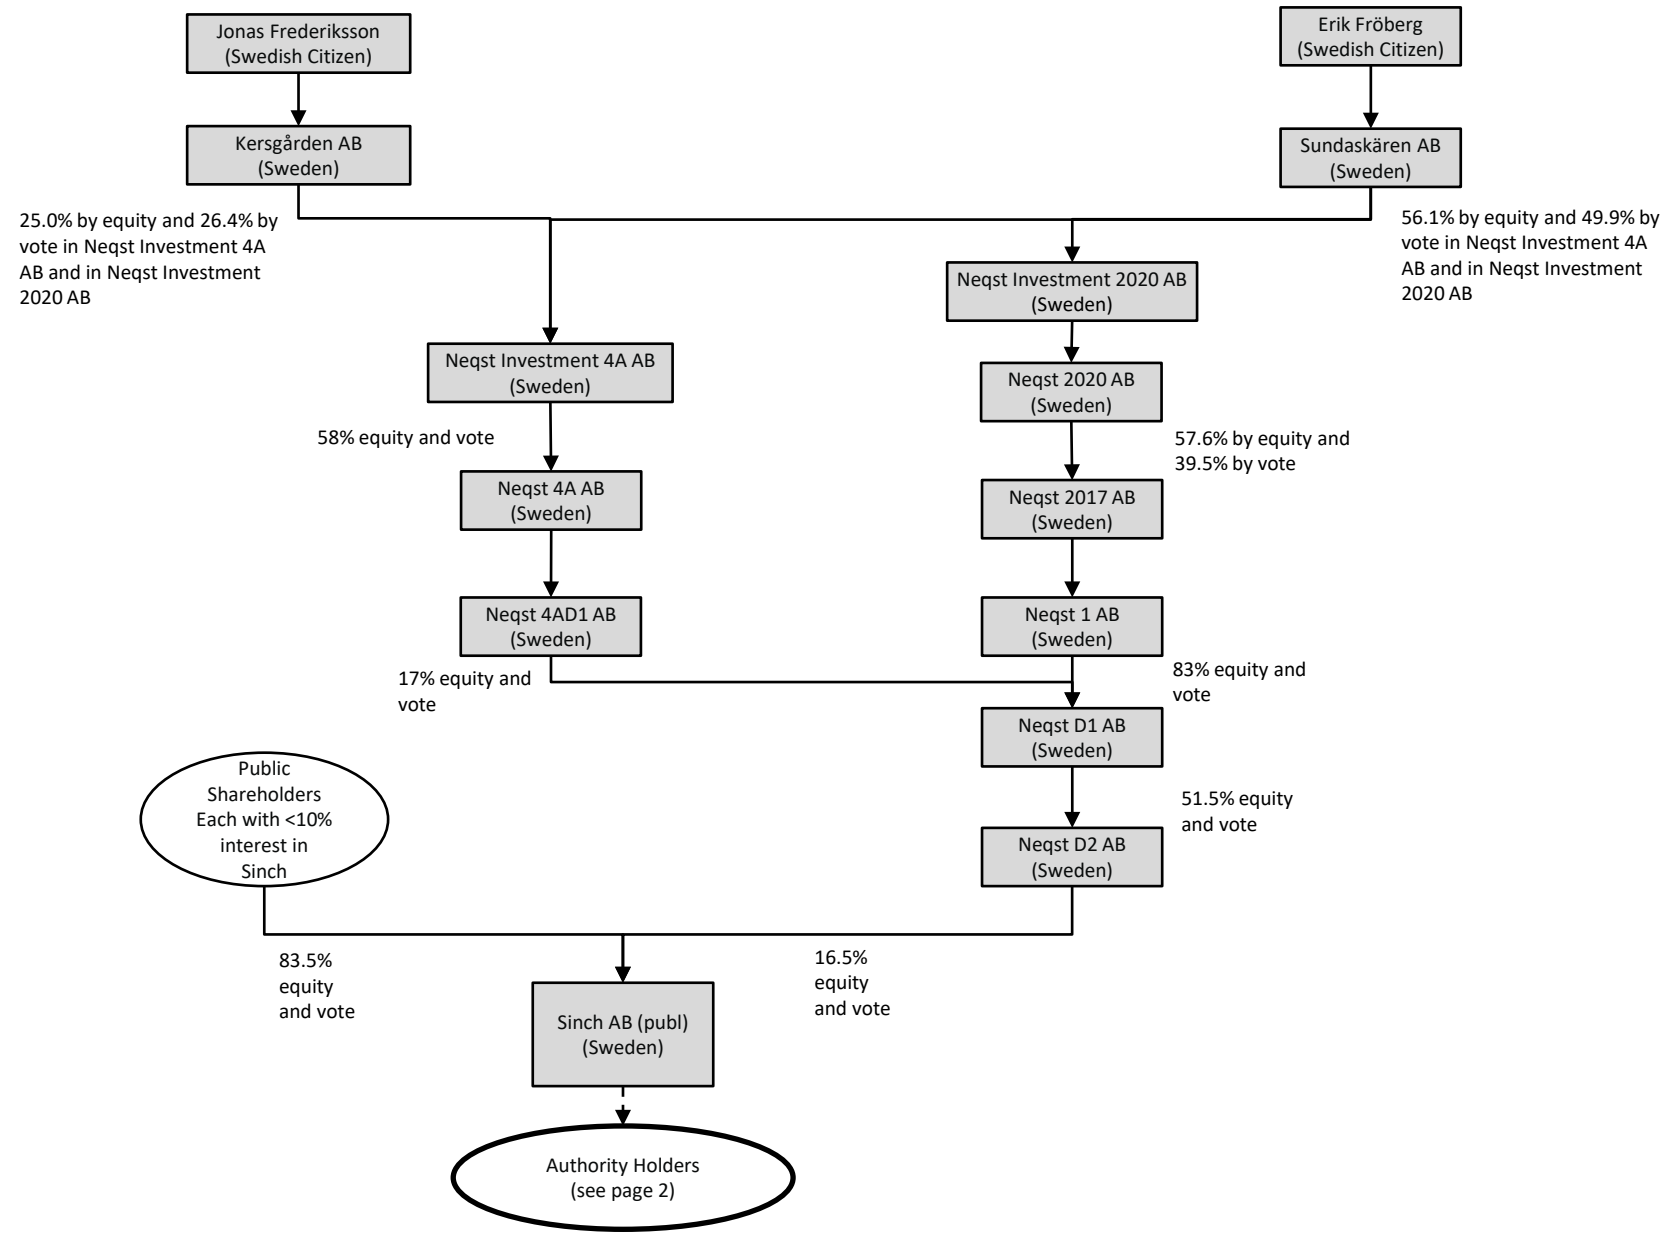 Jonas Frederiksson
(Swedish Citizen)
Erik Fröberg
(Swedish Citizen)
Kersgården AB
(Sweden)
Sundaskären AB
(Sweden)
25.0% by equity and 26.4% by
vote in Neqst Investment 4A
AB and in Neqst Investment
2020 AB
56.1% by equity and 49.9% by
vote in Neqst Investment 4A
AB and in Neqst Investment
2020 AB
Neqst Investment 2020 AB
(Sweden)
Neqst Investment 4A AB
(Sweden)
Neqst 2020 AB
(Sweden)
58% equity and vote
57.6% by equity and
39.5% by vote
Neqst 4A AB
(Sweden)
Neqst 2017 AB
(Sweden)
Neqst 4AD1 AB
(Sweden)
Neqst 1 AB
(Sweden)
17% equity and
vote
83% equity and
vote
Neqst D1 AB
(Sweden)
Public
Shareholders
Each with <10%
interest in
Sinch
51.5% equity
and vote
Neqst D2 AB
(Sweden)
83.5%
equity
and vote
16.5%
equity
and vote
Sinch AB (publ)
(Sweden)
Authority Holders
(see page 2)